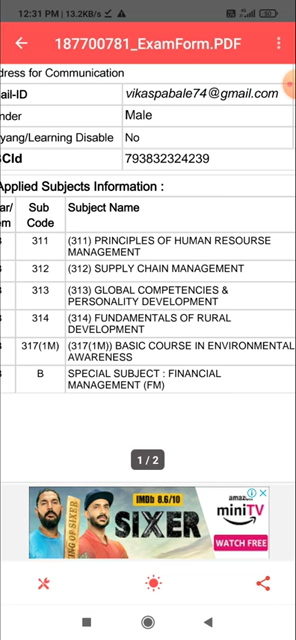 12:31 PM | 13.2KB/s
187700781_ExamForm.PDF
dress for Communication
ail-ID vikaspabale74@gmail.com
nder Male
yang/Learning Disable No
CId 793832324239
Applied Subjects Information :
ar/ Sub Subject Name
em Code
311 (311) PRINCIPLES OF HUMAN RESOURSE
MANAGEMENT
312 (312) SUPPLY CHAIN MANAGEMENT
313 (313) GLOBAL COMPETENCIES &
PERSONALITY DEVELOPMENT
314 (314) FUNDAMENTALS OF RURAL
DEVELOPMENT
317(1M) (317(1M)) BASIC COURSE IN ENVIRONMENTAL
AWARENESS
B SPECIAL SUBJECT : FINANCIAL
MANAGEMENT (FM)
1 / 2
IMDb 8.6/10
SIXER
amazon
miniTV
WATCH FREE